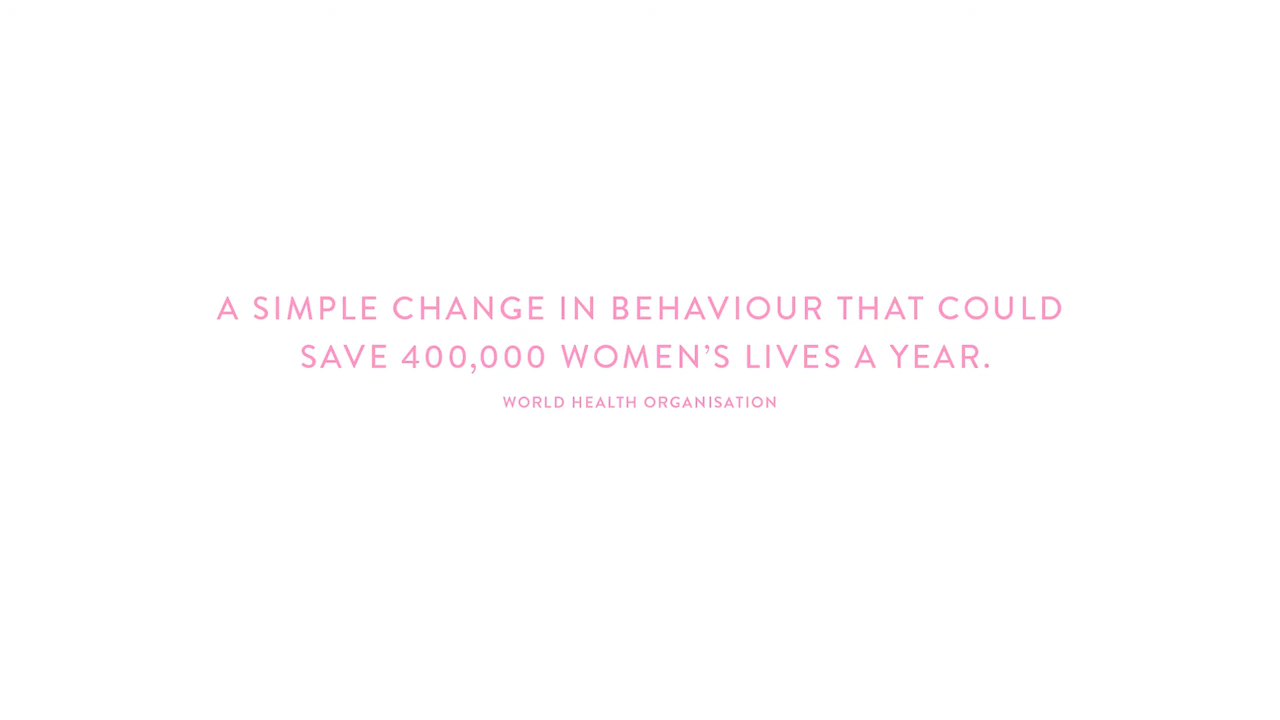 A SIMPLE CHANGE IN BEHAVIOUR THAT COULD
SAVE 400,000 WOMEN’S LIVES A YEAR.
WORLD HEALTH ORGANISATION